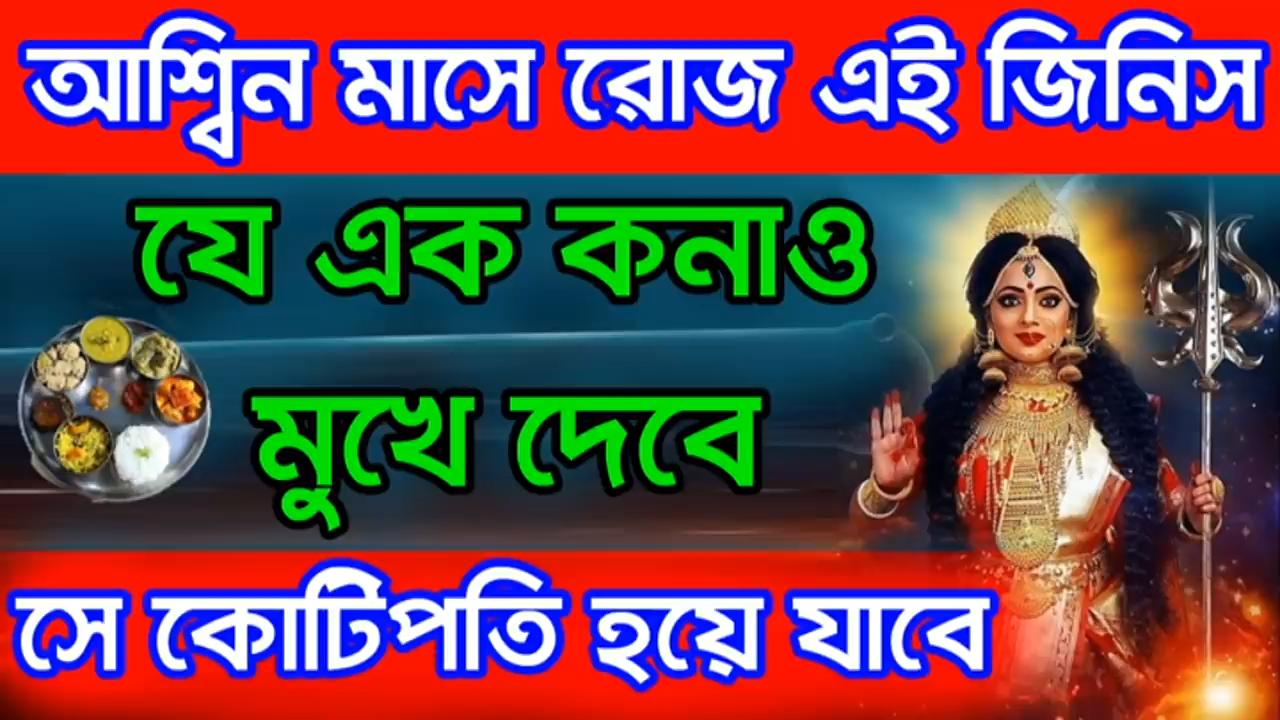 আশ্বিন মাসে রোজ এই জিনিস
যে এক কনাও
মুখে দেবে
সে কোটিপতি হয়ে যাবে